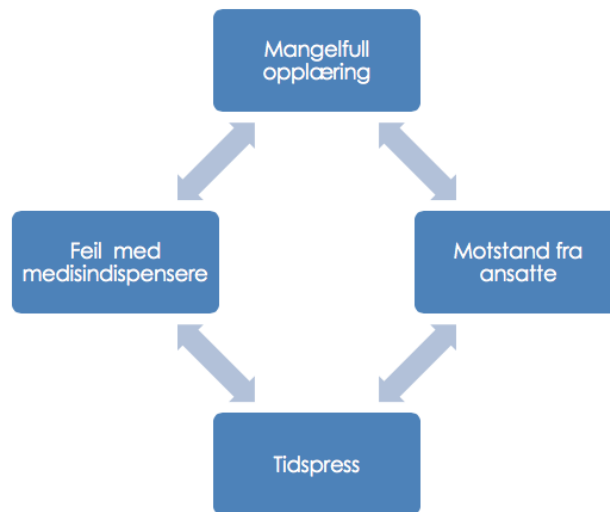 Mangelfull
opplæring
Feil med
medisindispensere
Motstand fra
ansatte
Tidspress